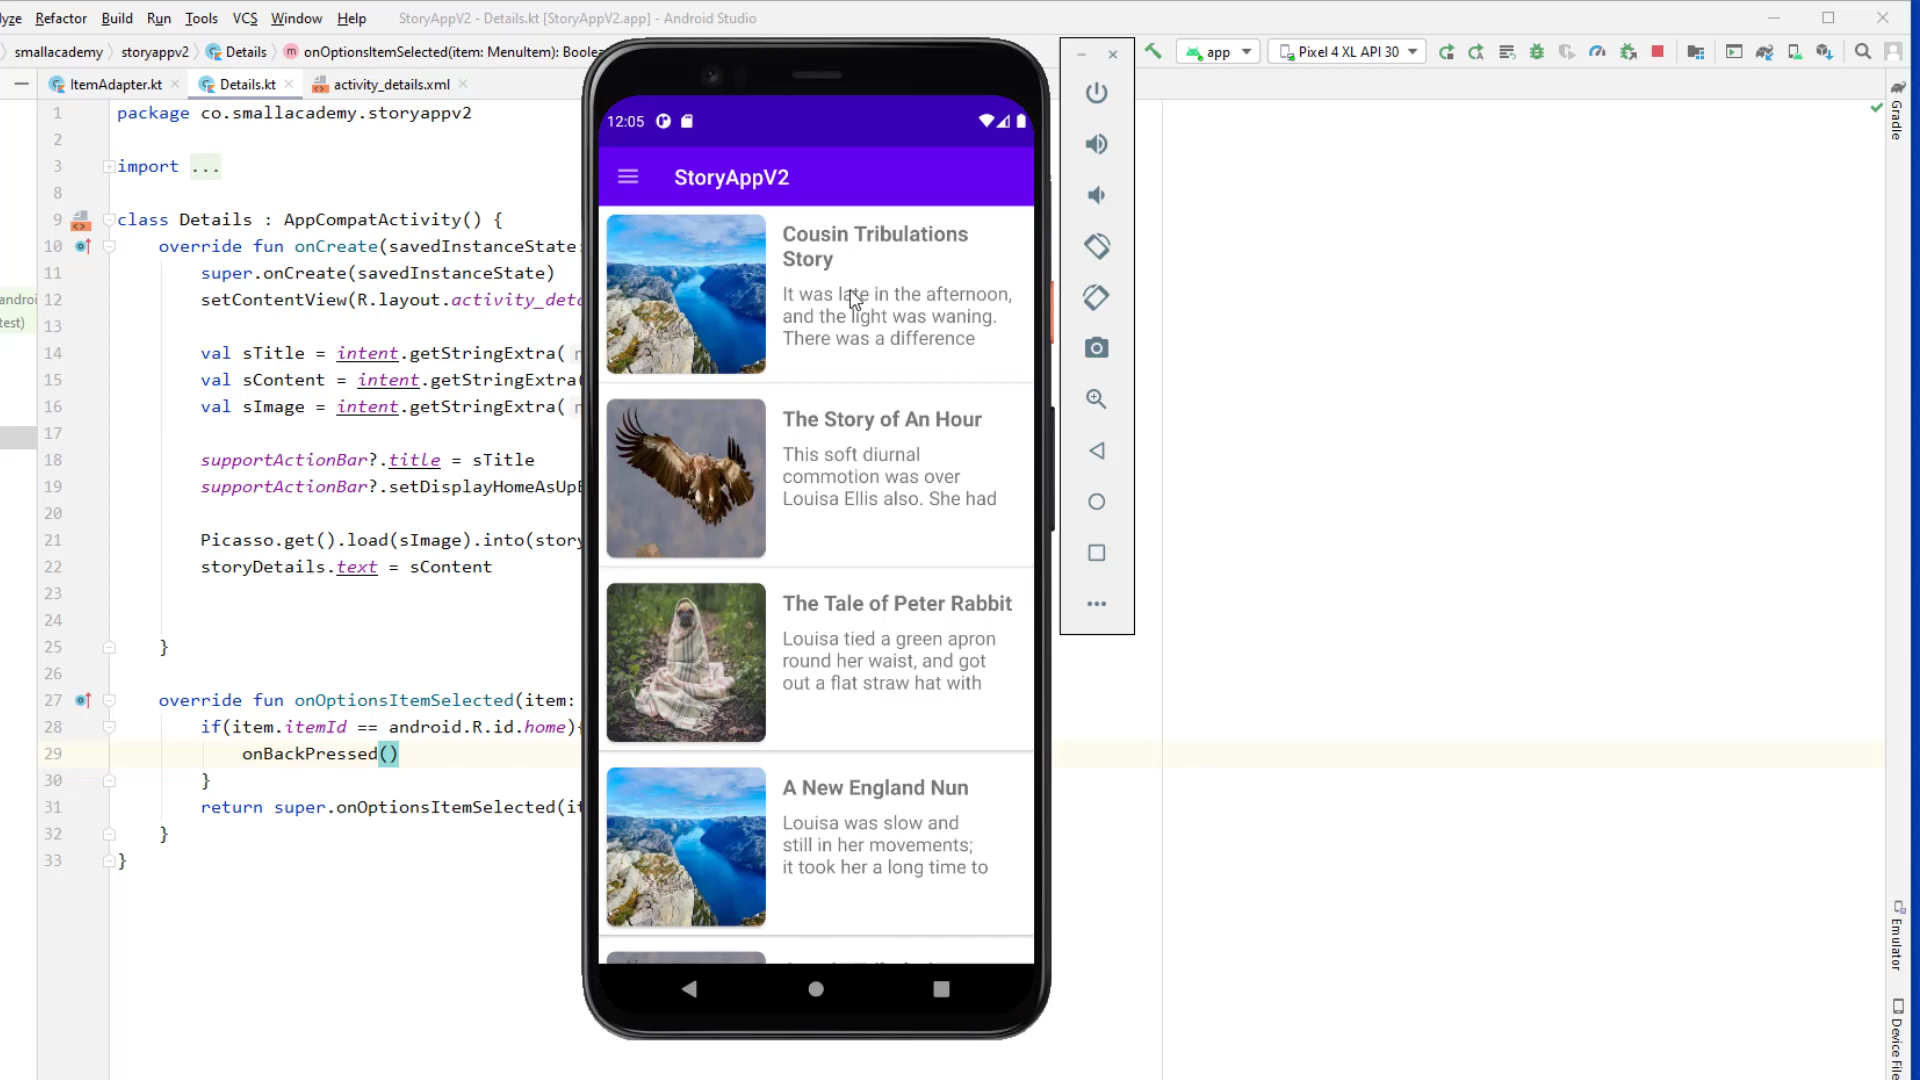 yze Refactor Build Run Tools VCS Window Help StoryAppV2 - Details.kt [StoryAppV2.app] - Android Studio
smallacademy storyappv2 Details onOptionsItemSelected(item: MenuItem): Boolea
app Pixel 4 XL API 30
ItemAdapter.kt Details.kt activity_details.xml
1 package co.smallacademy.storyappv2
2
3 import ...
8
9 class Details : AppCompatActivity() {
10 override fun onCreate(savedInstanceState:
11 super.onCreate(savedInstanceState)
12 setContentView(R.layout.activity_deta
13
14 val sTitle = intent.getStringExtra(
15 val sContent = intent.getStringExtra(
16 val sImage = intent.getStringExtra(
17
18 supportActionBar?.title = sTitle
19 supportActionBar?.setDisplayHomeAsUpE
20
21 Picasso.get().load(sImage).into(story
22 storyDetails.text = sContent
23
24
25 }
26
27 override fun onOptionsItemSelected(item:
28 if(item.itemId == android.R.id.home){
29 onBackPressed()
30 }
31 return super.onOptionsItemSelected(it
32 }
33 }
androi
test)
12:05
StoryAppV2
Cousin Tribulations
Story
It was late in the afternoon,
and the light was waning.
There was a difference
The Story of An Hour
This soft diurnal
commotion was over
Louisa Ellis also. She had
The Tale of Peter Rabbit
Louisa tied a green apron
round her waist, and got
out a flat straw hat with
A New England Nun
Louisa was slow and
still in her movements;
it took her a long time to
Gradle
Emulator
Device File